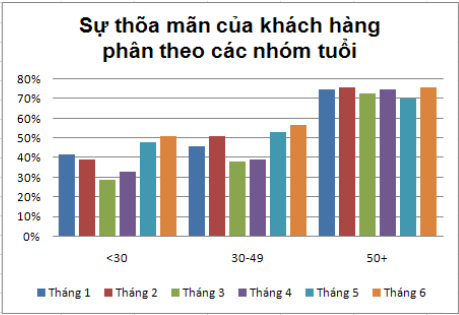 Sự thõa mãn của khách hàng
phân theo các nhóm tuổi
80%
70%
60%
50%
40%
30%
20%
10%
0%
<30 30-49 50+
Tháng 1 Tháng 2 Tháng 3 Tháng 4 Tháng 5 Tháng 6